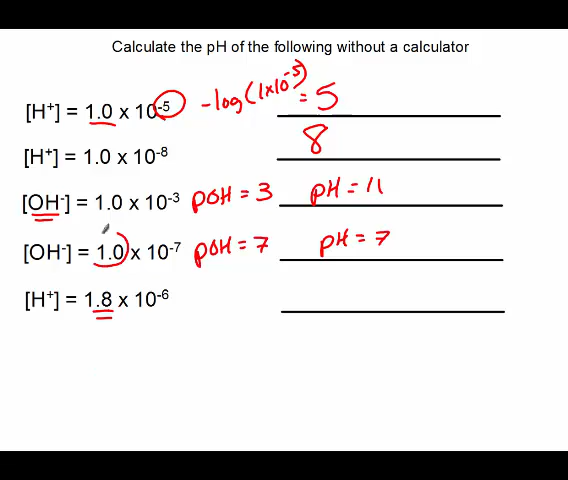 Calculate the pH of the following without a calculator
[H⁺] = 1.0 x 10⁻⁵ -log(1x10⁻⁵) = 5
[H⁺] = 1.0 x 10⁻⁸ 8
[OH⁻] = 1.0 x 10⁻³ pOH = 3 pH = 11
[OH⁻] = 1.0 x 10⁻⁷ pOH = 7 pH = 7
[H⁺] = 1.8 x 10⁻⁶